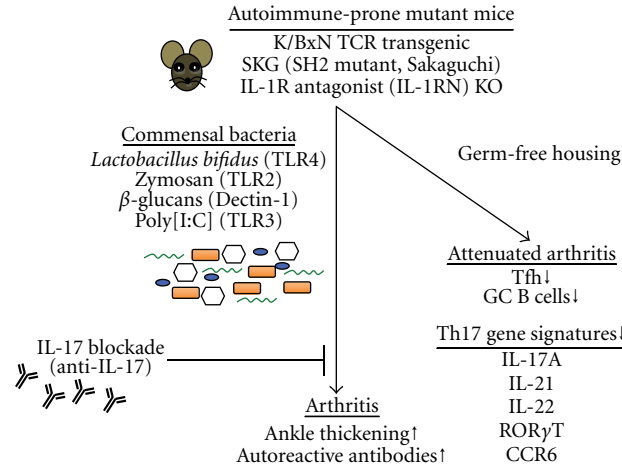 Autoimmune-prone mutant mice
K/BxN TCR transgenic
SKG (SH2 mutant, Sakaguchi)
IL-1R antagonist (IL-1RN) KO
Commensal bacteria
Lactobacillus bifidus (TLR4)
Zymosan (TLR2)
β-glucans (Dectin-1)
Poly[I:C] (TLR3)
Germ-free housing
Attenuated arthritis
Tfh↓
GC B cells↓
Th17 gene signatures↓
IL-17A
IL-21
IL-22
RORγT
CCR6
IL-17 blockade
(anti-IL-17)
Arthritis
Ankle thickening↑
Autoreactive antibodies↑